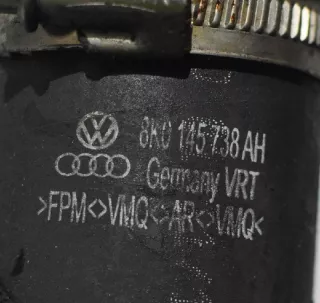 8K0 145 738 AH
Germany VRT
>FPM<>VMQ<>AR<>VMQ<